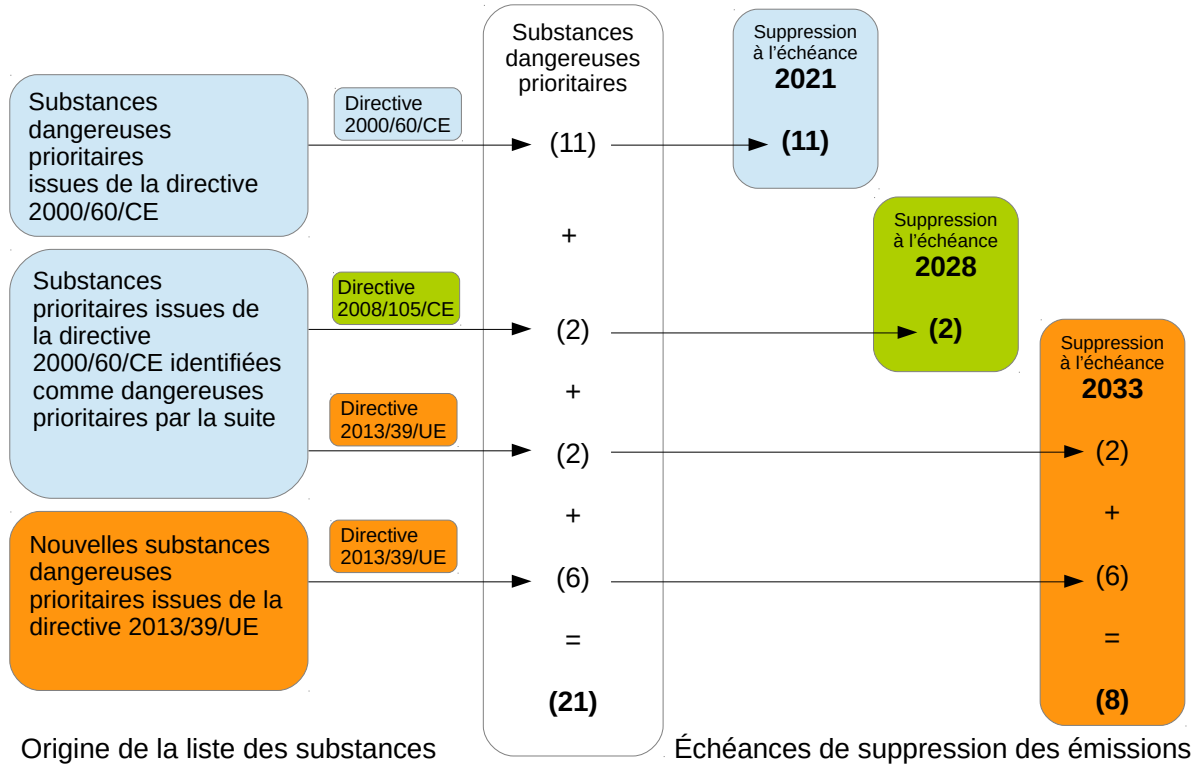 Substances
dangereuses
prioritaires
issues de la directive
2000/60/CE
Directive
2000/60/CE
Substances
dangereuses
prioritaires
(11)
Suppression
à l’échéance
2021
(11)
+
Substances
prioritaires issues de
la directive
2000/60/CE identifiées
comme dangereuses
prioritaires par la suite
Directive
2008/105/CE
(2)
Suppression
à l’échéance
2028
(2)
+
Directive
2013/39/UE
(2)
Suppression
à l’échéance
2033
(2)
+
+
Nouvelles substances
dangereuses
prioritaires issues de la
directive 2013/39/UE
Directive
2013/39/UE
(6)
(6)
=
=
(21)
(8)
Origine de la liste des substances
Échéances de suppression des émissions